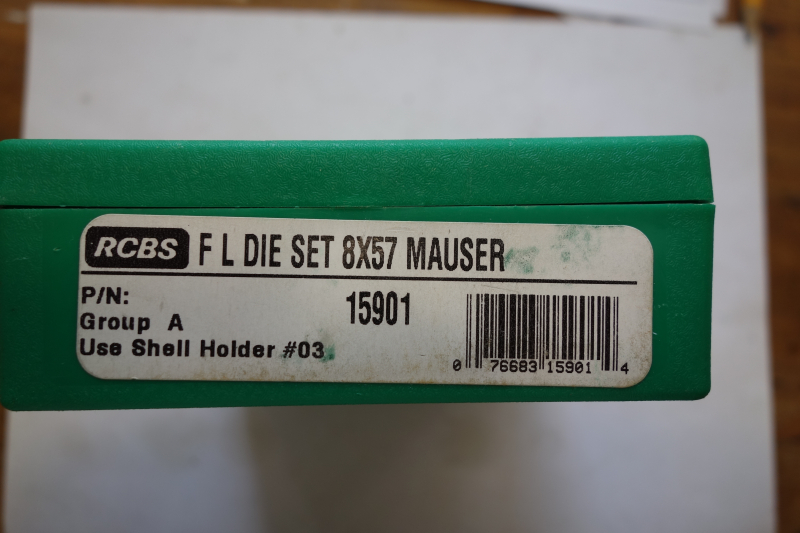 RCBS F L DIE SET 8X57 MAUSER
P/N: 15901
Group A
Use Shell Holder #03
0 76683 15901 4